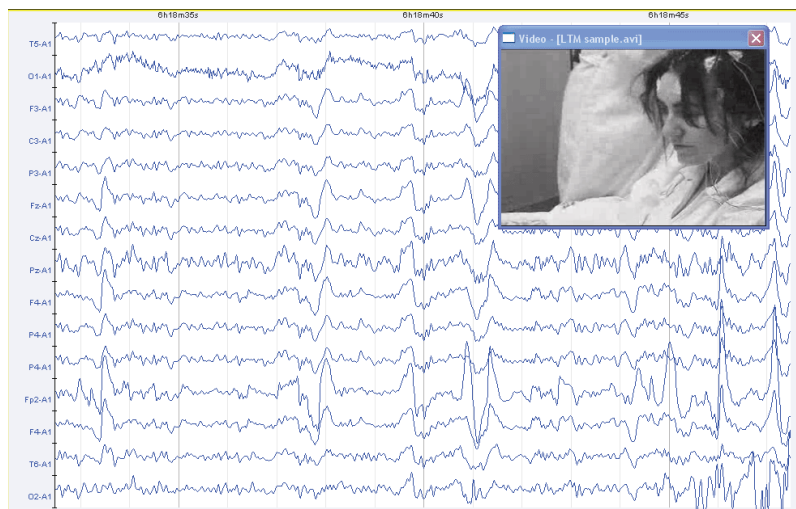 6h18m35s 6h18m40s 6h18m45s
Video - [LTM sample.avi]
T5-A1
O1-A1
F3-A1
C3-A1
P3-A1
Fz-A1
Cz-A1
Pz-A1
F4-A1
P4-A1
P4-A1
Fp2-A1
F4-A1
T6-A1
O2-A1